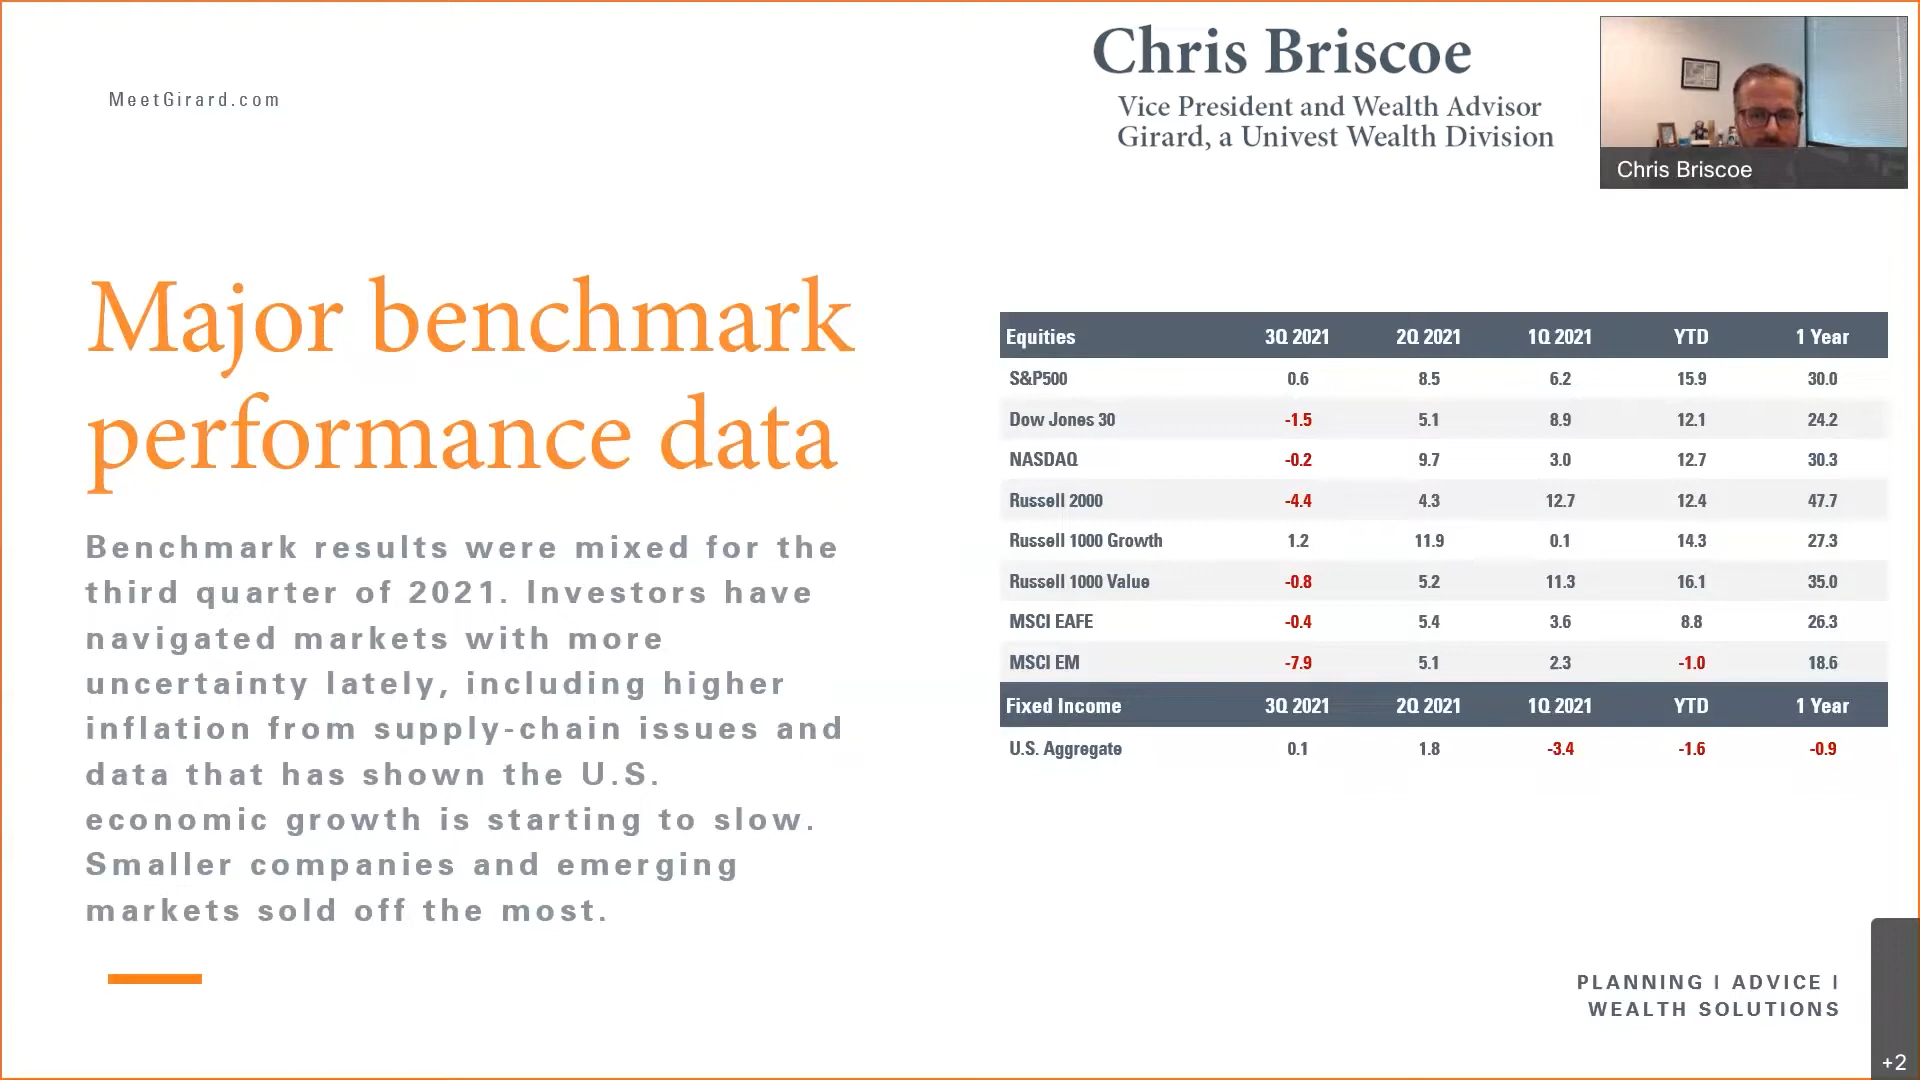 MeetGirard.com
Chris Briscoe
Vice President and Wealth Advisor
Girard, a Univest Wealth Division
Chris Briscoe
Major benchmark
performance data
Benchmark results were mixed for the
third quarter of 2021. Investors have
navigated markets with more
uncertainty lately, including higher
inflation from supply-chain issues and
data that has shown the U.S.
economic growth is starting to slow.
Smaller companies and emerging
markets sold off the most.
Equities 3Q 2021 2Q 2021 1Q 2021 YTD 1 Year
S&P500 0.6 8.5 6.2 15.9 30.0
Dow Jones 30 -1.5 5.1 8.9 12.1 24.2
NASDAQ -0.2 9.7 3.0 12.7 30.3
Russell 2000 -4.4 4.3 12.7 12.4 47.7
Russell 1000 Growth 1.2 11.9 0.1 14.3 27.3
Russell 1000 Value -0.8 5.2 11.3 16.1 35.0
MSCI EAFE -0.4 5.4 3.6 8.8 26.3
MSCI EM -7.9 5.1 2.3 -1.0 18.6
Fixed Income 3Q 2021 2Q 2021 1Q 2021 YTD 1 Year
U.S. Aggregate 0.1 1.8 -3.4 -1.6 -0.9
PLANNING | ADVICE |
WEALTH SOLUTIONS
+2